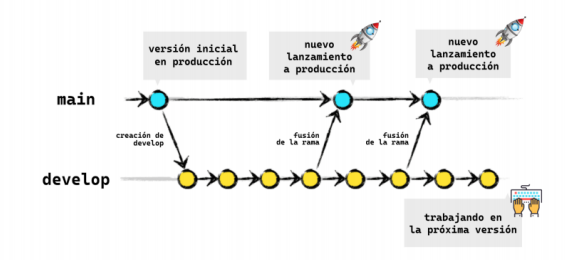 versión inicial
en producción
nuevo
lanzamiento
a producción
nuevo
lanzamiento
a producción
main
creación de
develop
fusión
de la rama
fusión
de la rama
develop
trabajando en
la próxima versión